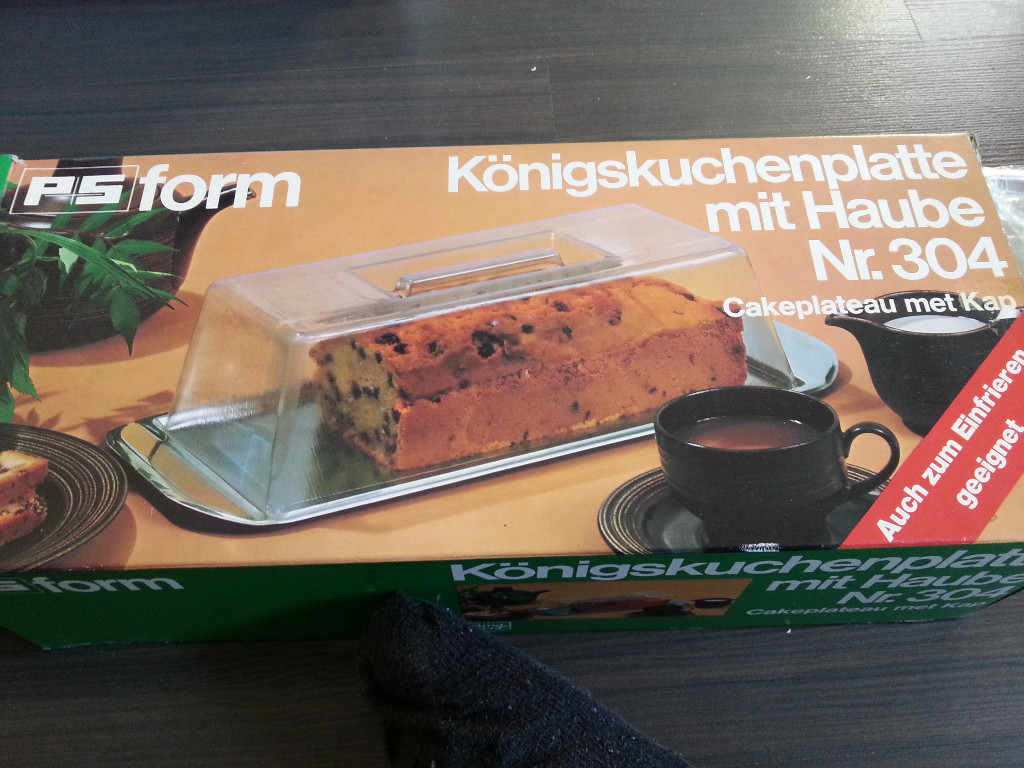 PS form
Königskuchenplatte
mit Haube
Nr. 304
Cakeplateau met Kap
Auch zum Einfrieren
geeignet
form
Königskuchenplatte
mit Haube
Nr. 304
Cakeplateau met Kap